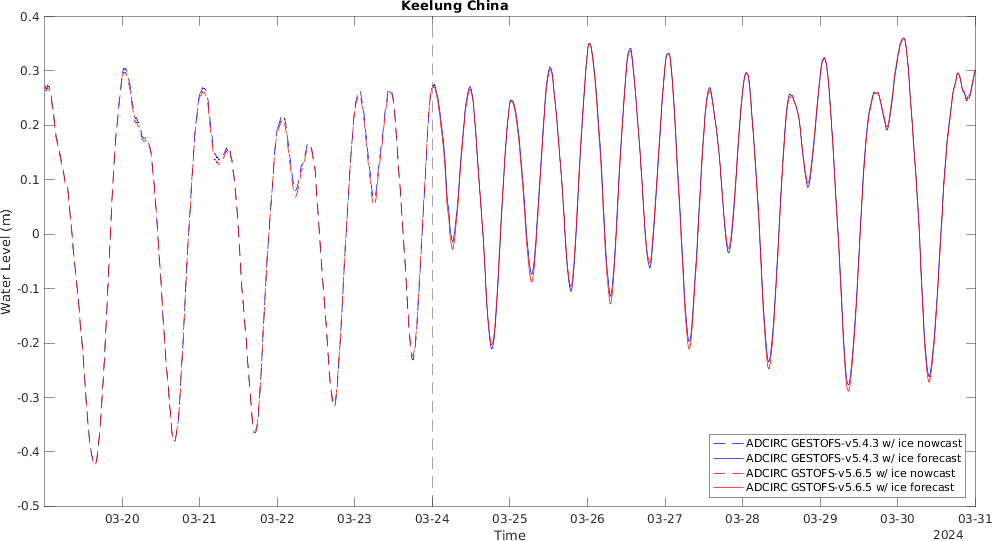 Keelung China
0.4
0.3
0.2
0.1
0
-0.1
-0.2
-0.3
-0.4
-0.5
Water Level (m)
ADCIRC GESTOFS-v5.4.3 w/ ice nowcast
ADCIRC GESTOFS-v5.4.3 w/ ice forecast
ADCIRC GSTOFS-v5.6.5 w/ ice nowcast
ADCIRC GSTOFS-v5.6.5 w/ ice forecast
03-20 03-21 03-22 03-23 03-24 03-25 03-26 03-27 03-28 03-29 03-30 03-31
Time
2024